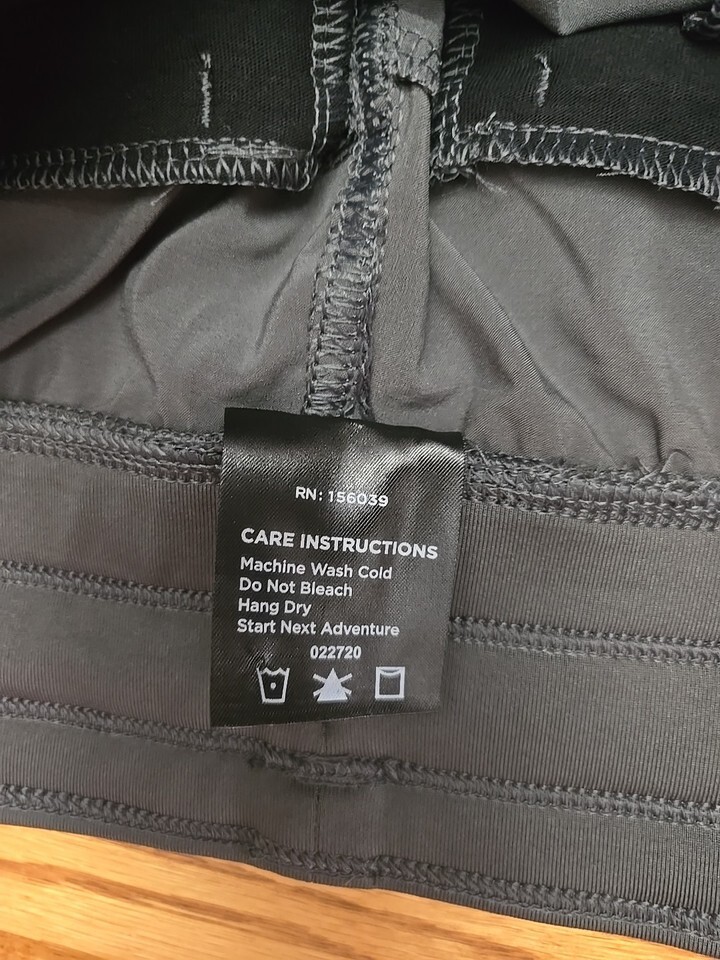 RN: 156039
CARE INSTRUCTIONS
Machine Wash Cold
Do Not Bleach
Hang Dry
Start Next Adventure
022720